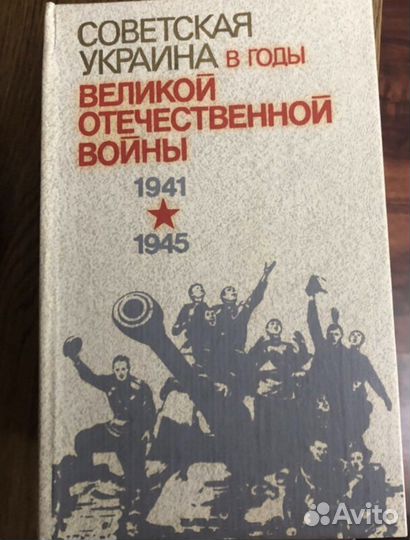 СОВЕТСКАЯ
УКРАИНА В ГОДЫ
ВЕЛИКОЙ
ОТЕЧЕСТВЕННОЙ
ВОЙНЫ
1941
1945
Avito